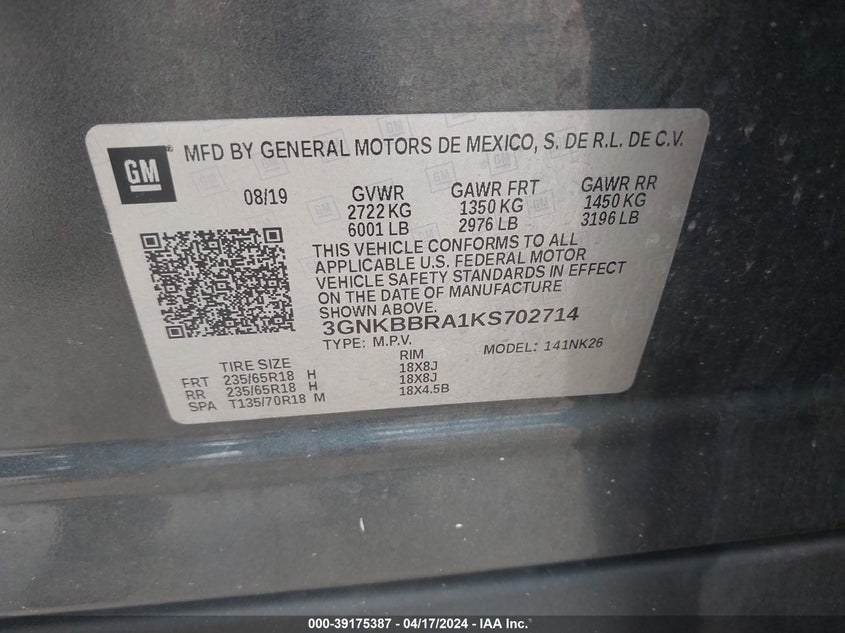 GM
MFD BY GENERAL MOTORS DE MEXICO, S. DE R.L. DE C.V.
08/19 GVWR GAWR FRT GAWR RR
2722 KG 1350 KG 1450 KG
6001 LB 2976 LB 3196 LB
THIS VEHICLE CONFORMS TO ALL
APPLICABLE U.S. FEDERAL MOTOR
VEHICLE SAFETY STANDARDS IN EFFECT
ON THE DATE OF MANUFACTURE
SHOWN ABOVE.
3GNKBBRA1KS702714
TYPE: M.P.V. MODEL: 141NK26
TIRE SIZE RIM
FRT 235/65R18 H 18X8J
RR 235/65R18 H 18X8J
SPA T135/70R18 M 18X4.5B
000-39175387 - 04/17/2024 - IAA Inc.